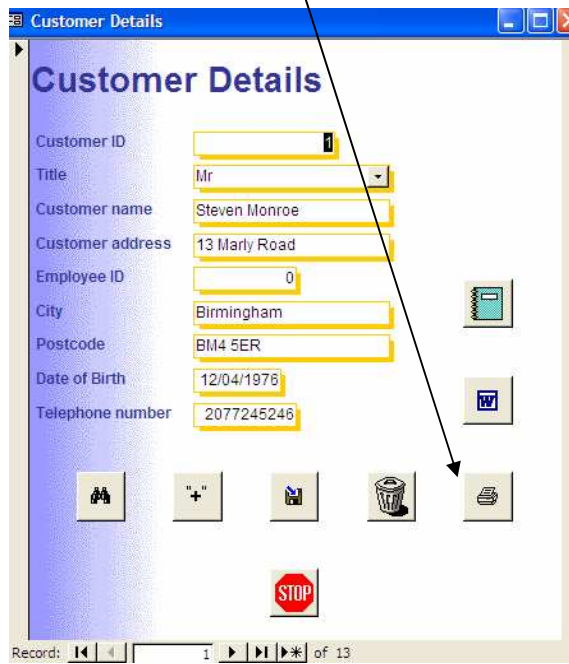 Customer Details
Customer Details
Customer ID 1
Title Mr
Customer name Steven Monroe
Customer address 13 Marly Road
Employee ID 0
City Birmingham
Postcode BM4 5ER
Date of Birth 12/04/1976
Telephone number 2077245246
W
"+"
STOP
Record: 1 of 13